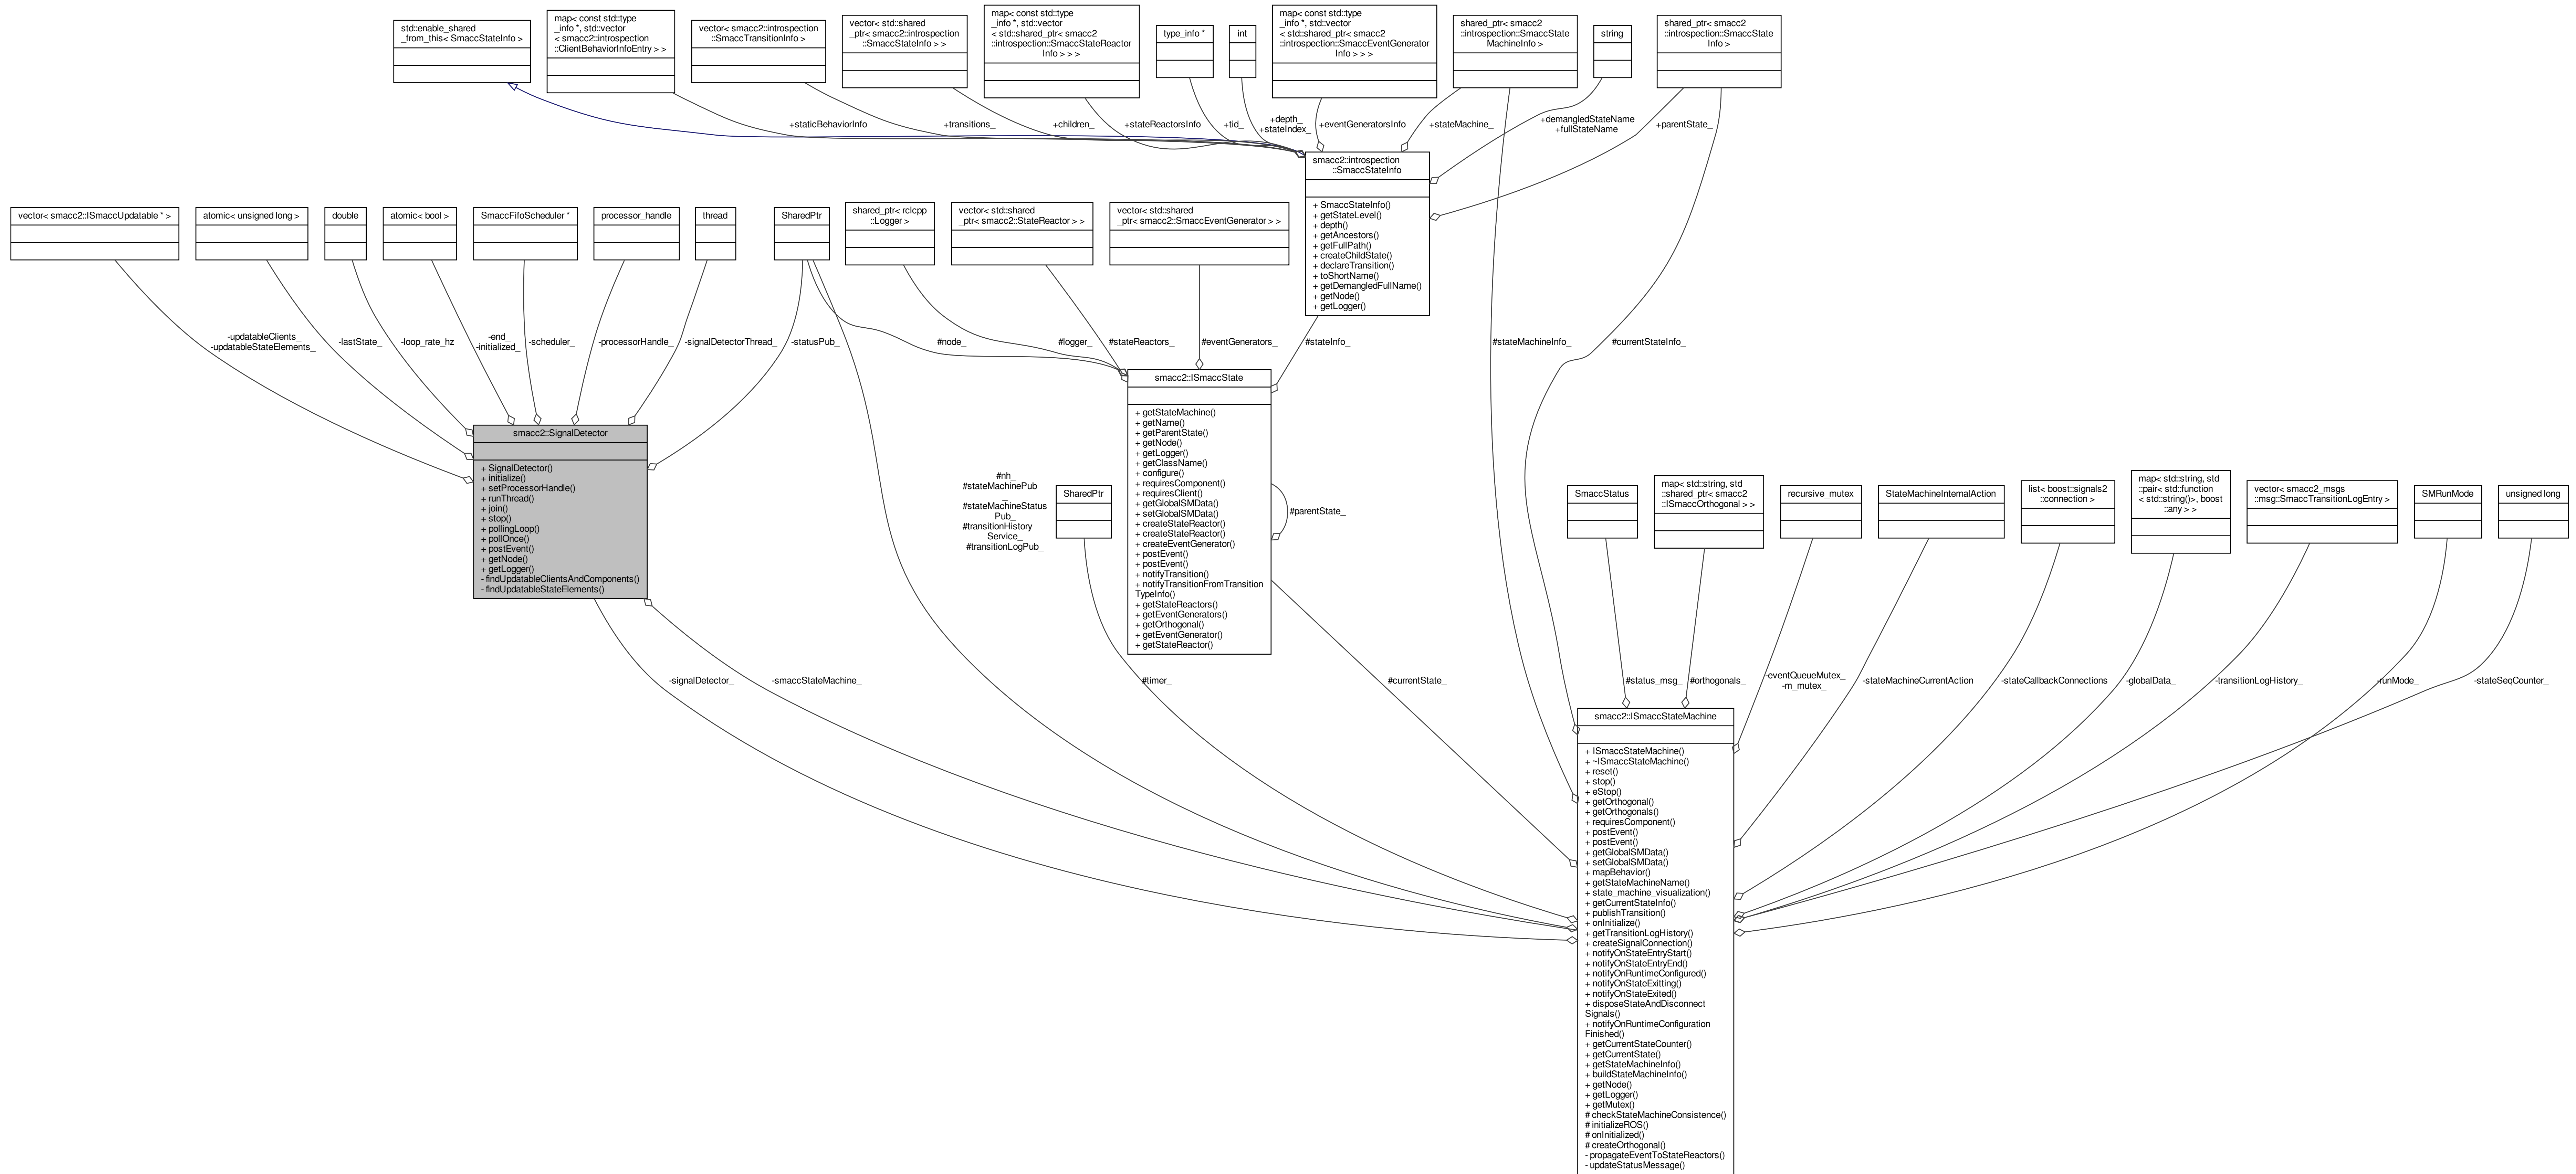 std::enable_shared
_from_this< SmaccStateInfo >
map< const std::type
_info *, std::vector
< smacc2::introspection
::ClientBehaviorInfoEntry > >
vector< smacc2::introspection
::SmaccTransitionInfo >
vector< std::shared
_ptr< smacc2::introspection
::SmaccStateInfo > >
map< const std::type
_info *, std::vector
< std::shared_ptr< smacc2
::introspection::SmaccStateReactor
Info > > >
type_info *
int
map< const std::type
_info *, std::vector
< std::shared_ptr< smacc2
::introspection::SmaccEventGenerator
Info > > >
shared_ptr< smacc2
::introspection::SmaccState
MachineInfo >
string
shared_ptr< smacc2
::introspection::SmaccState
Info >
+staticBehaviorInfo
+transitions_
+children_
+stateReactorsInfo
+tid_
+depth_
+stateIndex_
+eventGeneratorsInfo
+stateMachine_
+demangledStateName
+fullStateName
+parentState_
smacc2::introspection
::SmaccStateInfo
+ SmaccStateInfo()
+ getStateLevel()
+ depth()
+ getAncestors()
+ getFullPath()
+ createChildState()
+ declareTransition()
+ toShortName()
+ getDemangledFullName()
+ getNode()
+ getLogger()
vector< smacc2::ISmaccUpdatable * >
atomic< unsigned long >
double
atomic< bool >
SmaccFifoScheduler *
processor_handle
thread
SharedPtr
shared_ptr< rclcpp
::Logger >
vector< std::shared
_ptr< smacc2::StateReactor > >
vector< std::shared
_ptr< smacc2::SmaccEventGenerator > >
-updatableClients_
-updatableStateElements_
-lastState_
-loop_rate_hz
-end_
-initialized_
-scheduler_
-processorHandle_
-signalDetectorThread_
-statusPub_
#node_
#logger_
#stateReactors_
#eventGenerators_
#stateInfo_
#stateMachineInfo_
#currentStateInfo_
smacc2::SignalDetector
+ SignalDetector()
+ initialize()
+ setProcessorHandle()
+ runThread()
+ join()
+ stop()
+ pollingLoop()
+ pollOnce()
+ postEvent()
+ getNode()
+ getLogger()
- findUpdatableClientsAndComponents()
- findUpdatableStateElements()
smacc2::ISmaccState
+ getStateMachine()
+ getName()
+ getParentState()
+ getNode()
+ getLogger()
+ getClassName()
+ configure()
+ requiresComponent()
+ requiresClient()
+ getGlobalSMData()
+ setGlobalSMData()
+ createStateReactor()
+ createStateReactor()
+ createEventGenerator()
+ postEvent()
+ postEvent()
+ notifyTransition()
+ notifyTransitionFromTransition
TypeInfo()
+ getStateReactors()
+ getEventGenerators()
+ getOrthogonal()
+ getEventGenerator()
+ getStateReactor()
#parentState_
#nh_
#stateMachinePub
_
#stateMachineStatus
Pub_
#transitionHistory
Service_
#transitionLogPub_
SharedPtr
SmaccStatus
map< std::string, std
::shared_ptr< smacc2
::ISmaccOrthogonal > >
recursive_mutex
StateMachineInternalAction
list< boost::signals2
::connection >
map< std::string, std
::pair< std::function
< std::string()>, boost
::any > >
vector< smacc2_msgs
::msg::SmaccTransitionLogEntry >
SMRunMode
unsigned long
-signalDetector_
-smaccStateMachine_
#timer_
#currentState_
#status_msg_
#orthogonals_
-eventQueueMutex_
-m_mutex_
-stateMachineCurrentAction
-stateCallbackConnections
-globalData_
-transitionLogHistory_
-runMode_
-stateSeqCounter_
smacc2::ISmaccStateMachine
+ ISmaccStateMachine()
+ ~ISmaccStateMachine()
+ reset()
+ stop()
+ eStop()
+ getOrthogonal()
+ getOrthogonals()
+ requiresComponent()
+ postEvent()
+ postEvent()
+ getGlobalSMData()
+ setGlobalSMData()
+ mapBehavior()
+ getStateMachineName()
+ state_machine_visualization()
+ getCurrentStateInfo()
+ publishTransition()
+ onInitialize()
+ getTransitionLogHistory()
+ createSignalConnection()
+ notifyOnStateEntryStart()
+ notifyOnStateEntryEnd()
+ notifyOnRuntimeConfigured()
+ notifyOnStateExitting()
+ notifyOnStateExited()
+ disposeStateAndDisconnect
Signals()
+ notifyOnRuntimeConfiguration
Finished()
+ getCurrentStateCounter()
+ getCurrentState()
+ getStateMachineInfo()
+ buildStateMachineInfo()
+ getNode()
+ getLogger()
+ getMutex()
# checkStateMachineConsistence()
# initializeROS()
# onInitialized()
# createOrthogonal()
- propagateEventToStateReactors()
- updateStatusMessage()